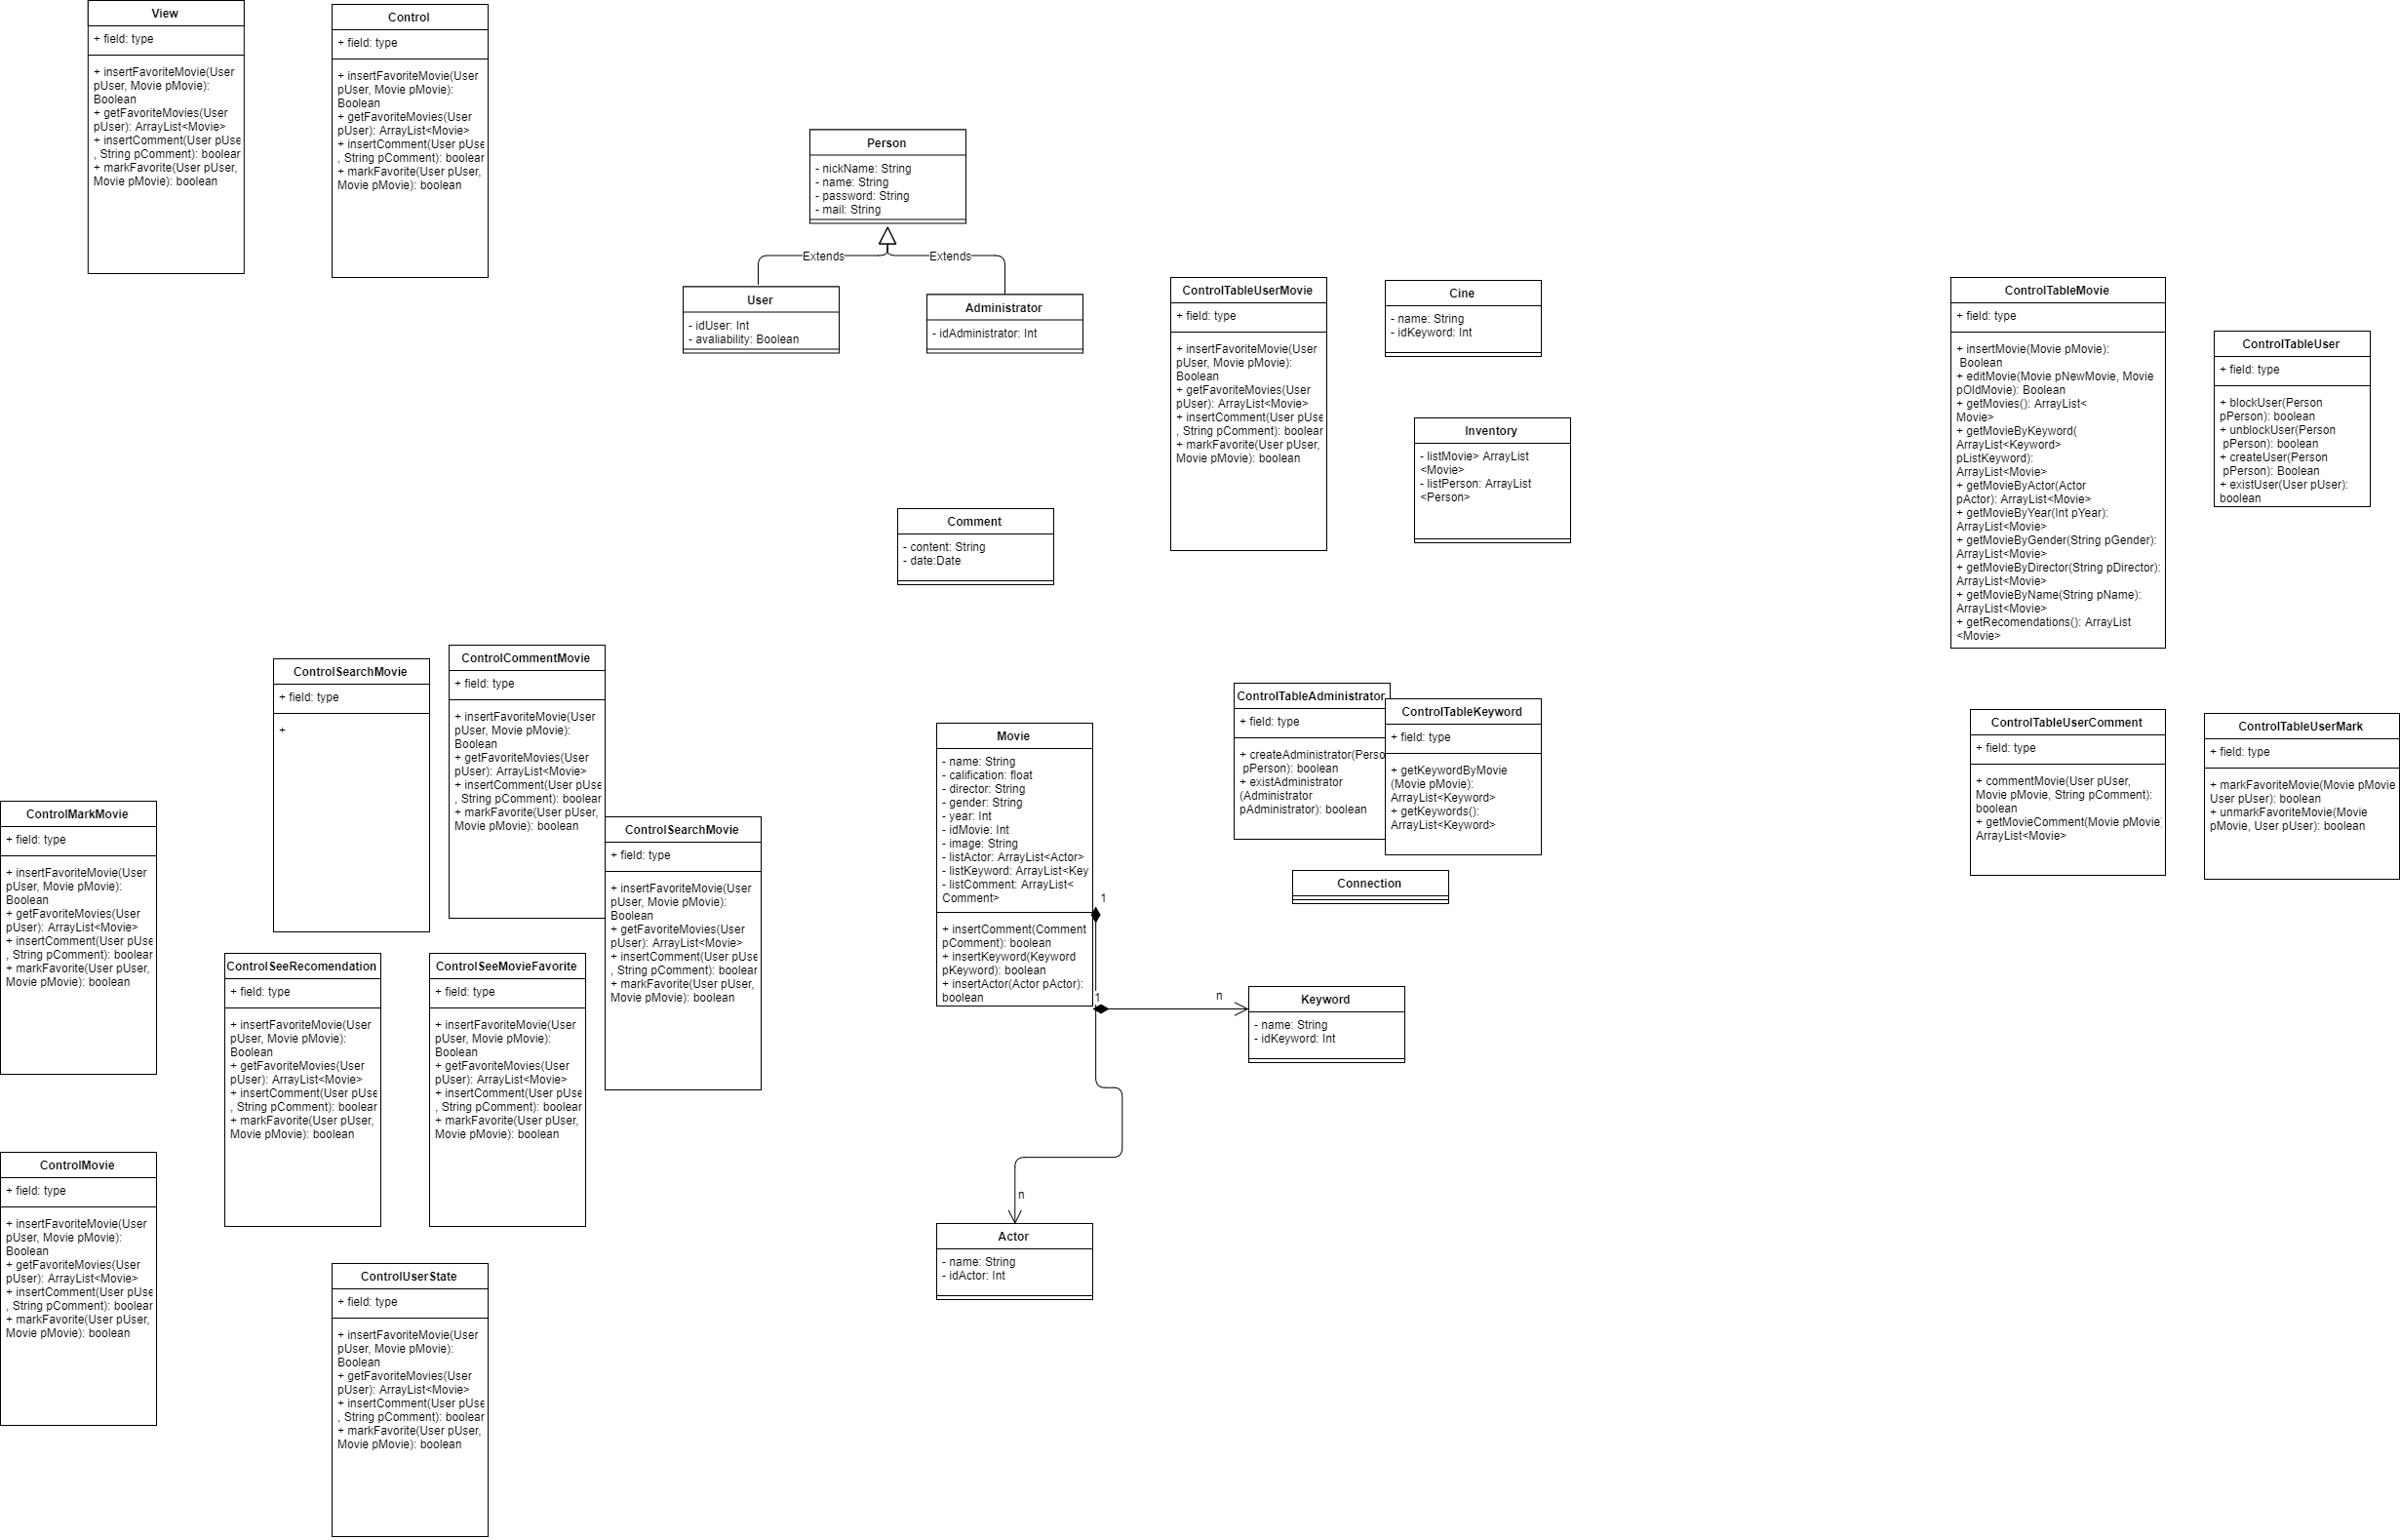 View
+ field: type
+ insertFavoriteMovie(User
pUser, Movie pMovie):
Boolean
+ getFavoriteMovies(User
pUser): ArrayList<Movie>
+ insertComment(User pUse
, String pComment): boolear
+ markFavorite(User pUser,
Movie pMovie): boolean
Control
+ field: type
+ insertFavoriteMovie(User
pUser, Movie pMovie):
Boolean
+ getFavoriteMovies(User
pUser): ArrayList<Movie>
+ insertComment(User pUse
, String pComment): boolear
+ markFavorite(User pUser,
Movie pMovie): boolean
Person
- nickName: String
- name: String
- password: String
- mail: String
Extends
Extends
User
- idUser: Int
- avaliability: Boolean
Administrator
- idAdministrator: Int
ControlTableUserMovie
+ field: type
+ insertFavoriteMovie(User
pUser, Movie pMovie):
Boolean
+ getFavoriteMovies(User
pUser): ArrayList<Movie>
+ insertComment(User pUse
, String pComment): boolear
+ markFavorite(User pUser,
Movie pMovie): boolean
Cine
- name: String
- idKeyword: Int
Inventory
- listMovie> ArrayList
<Movie>
- listPerson: ArrayList
<Person>
ControlTableMovie
+ field: type
+ insertMovie(Movie pMovie):
Boolean
+ editMovie(Movie pNewMovie, Movie
pOldMovie): Boolean
+ getMovies(): ArrayList<
Movie>
+ getMovieByKeyword(
ArrayList<Keyword>
pListKeyword):
ArrayList<Movie>
+ getMovieByActor(Actor
pActor): ArrayList<Movie>
+ getMovieByYear(Int pYear):
ArrayList<Movie>
+ getMovieByGender(String pGender):
ArrayList<Movie>
+ getMovieByDirector(String pDirector):
ArrayList<Movie>
+ getMovieByName(String pName):
ArrayList<Movie>
+ getRecomendations(): ArrayList
<Movie>
ControlTableUser
+ field: type
+ blockUser(Person
pPerson): boolean
+ unblockUser(Person
pPerson): boolean
+ createUser(Person
pPerson): Boolean
+ existUser(User pUser):
boolean
Comment
- content: String
- date:Date
ControlSearchMovie
+ field: type
+
ControlCommentMovie
+ field: type
+ insertFavoriteMovie(User
pUser, Movie pMovie):
Boolean
+ getFavoriteMovies(User
pUser): ArrayList<Movie>
+ insertComment(User pUse
, String pComment): boolean
+ markFavorite(User pUser,
Movie pMovie): boolean
ControlSearchMovie
+ field: type
+ insertFavoriteMovie(User
pUser, Movie pMovie):
Boolean
+ getFavoriteMovies(User
pUser): ArrayList<Movie>
+ insertComment(User pUse
, String pComment): boolear
+ markFavorite(User pUser,
Movie pMovie): boolean
ControlMarkMovie
+ field: type
+ insertFavoriteMovie(User
pUser, Movie pMovie):
Boolean
+ getFavoriteMovies(User
pUser): ArrayList<Movie>
+ insertComment(User pUse
, String pComment): boolear
+ markFavorite(User pUser,
Movie pMovie): boolean
ControlSeeRecomendation
+ field: type
+ insertFavoriteMovie(User
pUser, Movie pMovie):
Boolean
+ getFavoriteMovies(User
pUser): ArrayList<Movie>
+ insertComment(User pUse
, String pComment): boolear
+ markFavorite(User pUser,
Movie pMovie): boolean
ControlSeeMovieFavorite
+ field: type
+ insertFavoriteMovie(User
pUser, Movie pMovie):
Boolean
+ getFavoriteMovies(User
pUser): ArrayList<Movie>
+ insertComment(User pUse
, String pComment): boolear
+ markFavorite(User pUser,
Movie pMovie): boolean
Movie
- name: String
- calification: float
- director: String
- gender: String
- year: Int
- idMovie: Int
- image: String
- listActor: ArrayList<Actor>
- listKeyword: ArrayList<Key
- listComment: ArrayList<
Comment>
+ insertComment(Comment
pComment): boolean
+ insertKeyword(Keyword
pKeyword): boolean
+ insertActor(Actor pActor):
boolean
1
1
n
n
ControlTableAdministrator
+ field: type
+ createAdministrator(Perso
pPerson): boolean
+ existAdministrator
(Administrator
pAdministrator): boolean
ControlTableKeyword
+ field: type
+ getKeywordByMovie
(Movie pMovie):
ArrayList<Keyword>
+ getKeywords():
ArrayList<Keyword>
Connection
Keyword
- name: String
- idKeyword: Int
ControlTableUserComment
+ field: type
+ commentMovie(User pUser,
Movie pMovie, String pComment):
boolean
+ getMovieComment(Movie pMovie)
ArrayList<Movie>
ControlTableUserMark
+ field: type
+ markFavoriteMovie(Movie pMovie
User pUser): boolean
+ unmarkFavoriteMovie(Movie
pMovie, User pUser): boolean
ControlMovie
+ field: type
+ insertFavoriteMovie(User
pUser, Movie pMovie):
Boolean
+ getFavoriteMovies(User
pUser): ArrayList<Movie>
+ insertComment(User pUse
, String pComment): boolear
+ markFavorite(User pUser,
Movie pMovie): boolean
ControlUserState
+ field: type
+ insertFavoriteMovie(User
pUser, Movie pMovie):
Boolean
+ getFavoriteMovies(User
pUser): ArrayList<Movie>
+ insertComment(User pUse
, String pComment): boolear
+ markFavorite(User pUser,
Movie pMovie): boolean
Actor
- name: String
- idActor: Int